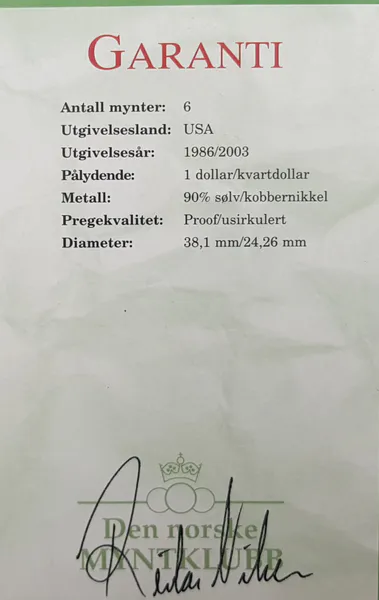 GARANTI
Antall mynter: 6
Utgivelsesland: USA
Utgivelsesår: 1986/2003
Pålydende: 1 dollar/kvartdollar
Metall: 90% sølv/kobbernikkel
Pregekvalitet: Proof/usirkulert
Diameter: 38,1 mm/24,26 mm
Den norske
MYNTKLUBB